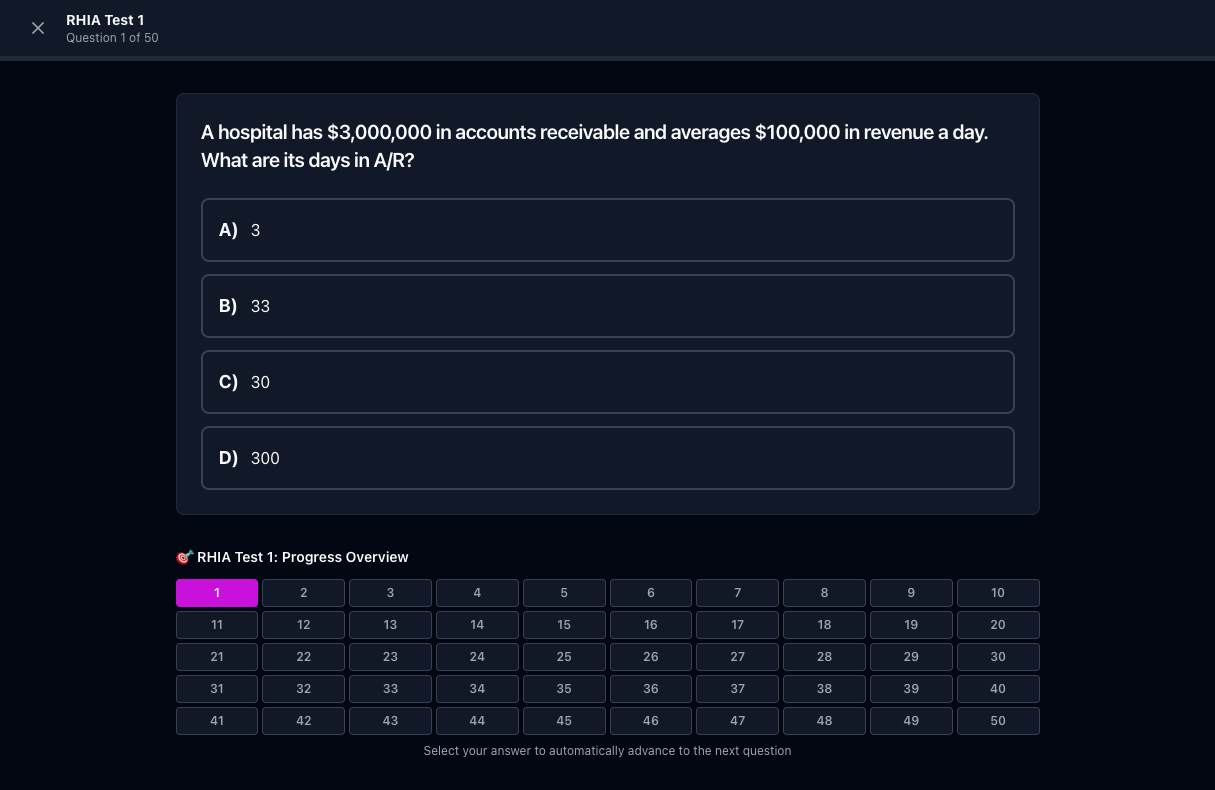 RHIA Test 1
Question 1 of 50
A hospital has $3,000,000 in accounts receivable and averages $100,000 in revenue a day.
What are its days in A/R?
A) 3
B) 33
C) 30
D) 300
🎯 RHIA Test 1: Progress Overview
1 2 3 4 5 6 7 8 9 10
11 12 13 14 15 16 17 18 19 20
21 22 23 24 25 26 27 28 29 30
31 32 33 34 35 36 37 38 39 40
41 42 43 44 45 46 47 48 49 50
Select your answer to automatically advance to the next question